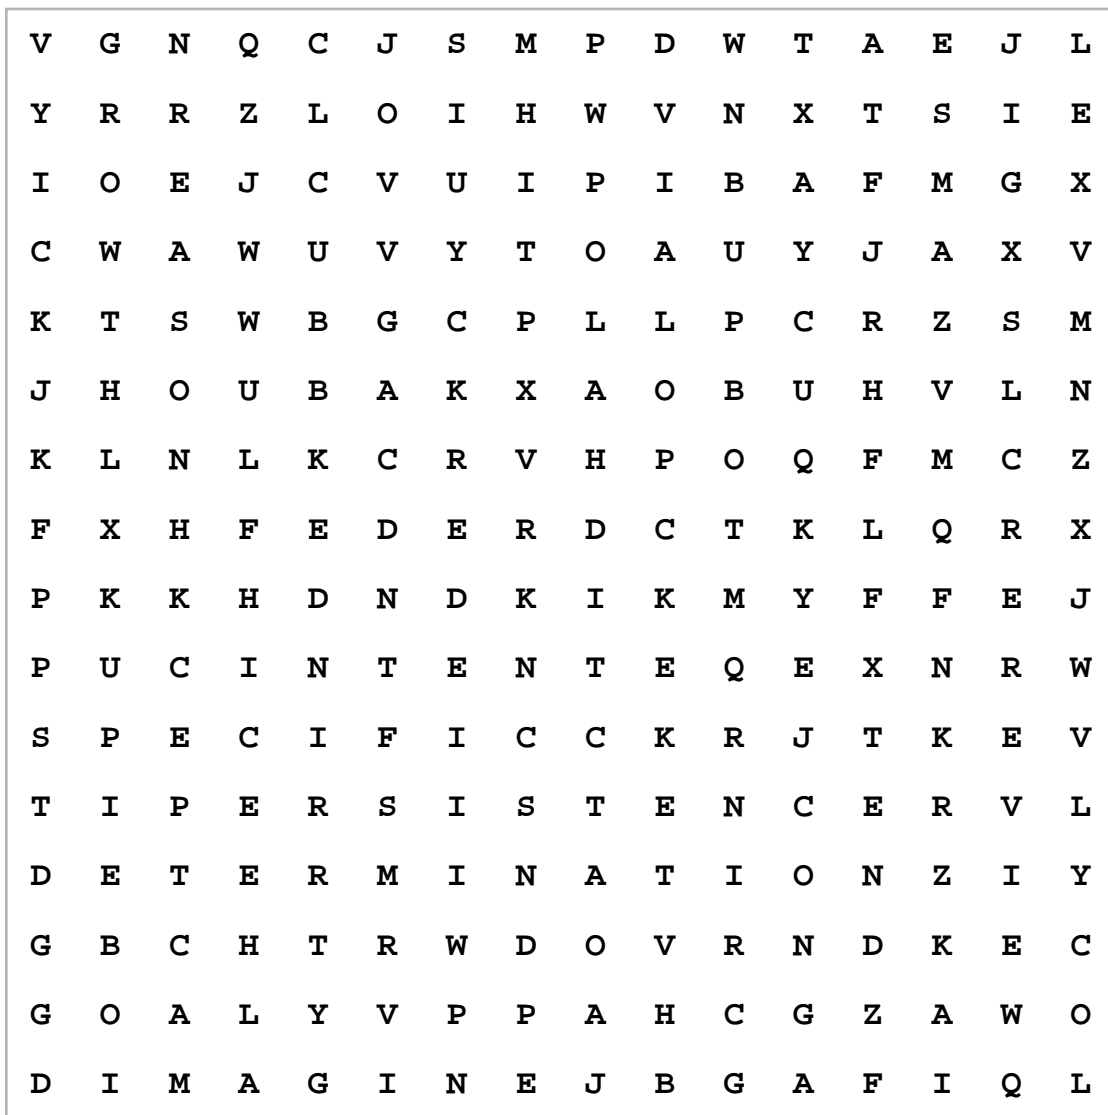 V G N Q C J S M P D W T A E J L
Y R R Z L O I H W V N X T S I E
I O E J C V U I P I B A F M G X
C W A W U V Y T O A U Y J A X V
K T S W B G C P L L P C R Z S M
J H O U B A K X A O B U H V L N
K L N L K C R V H P O Q F M C Z
F X H F E D E R D C T K L Q R X
P K K H D N D K I K M Y F F E J
P U C I N T E N T E Q E X N R W
S P E C I F I C C K R J T K E V
T I P E R S I S T E N C E R V L
D E T E R M I N A T I O N Z I Y
G B C H T R W D O V R N D K E C
G O A L Y V P P A H C G Z A W O
D I M A G I N E J B G A F I Q L